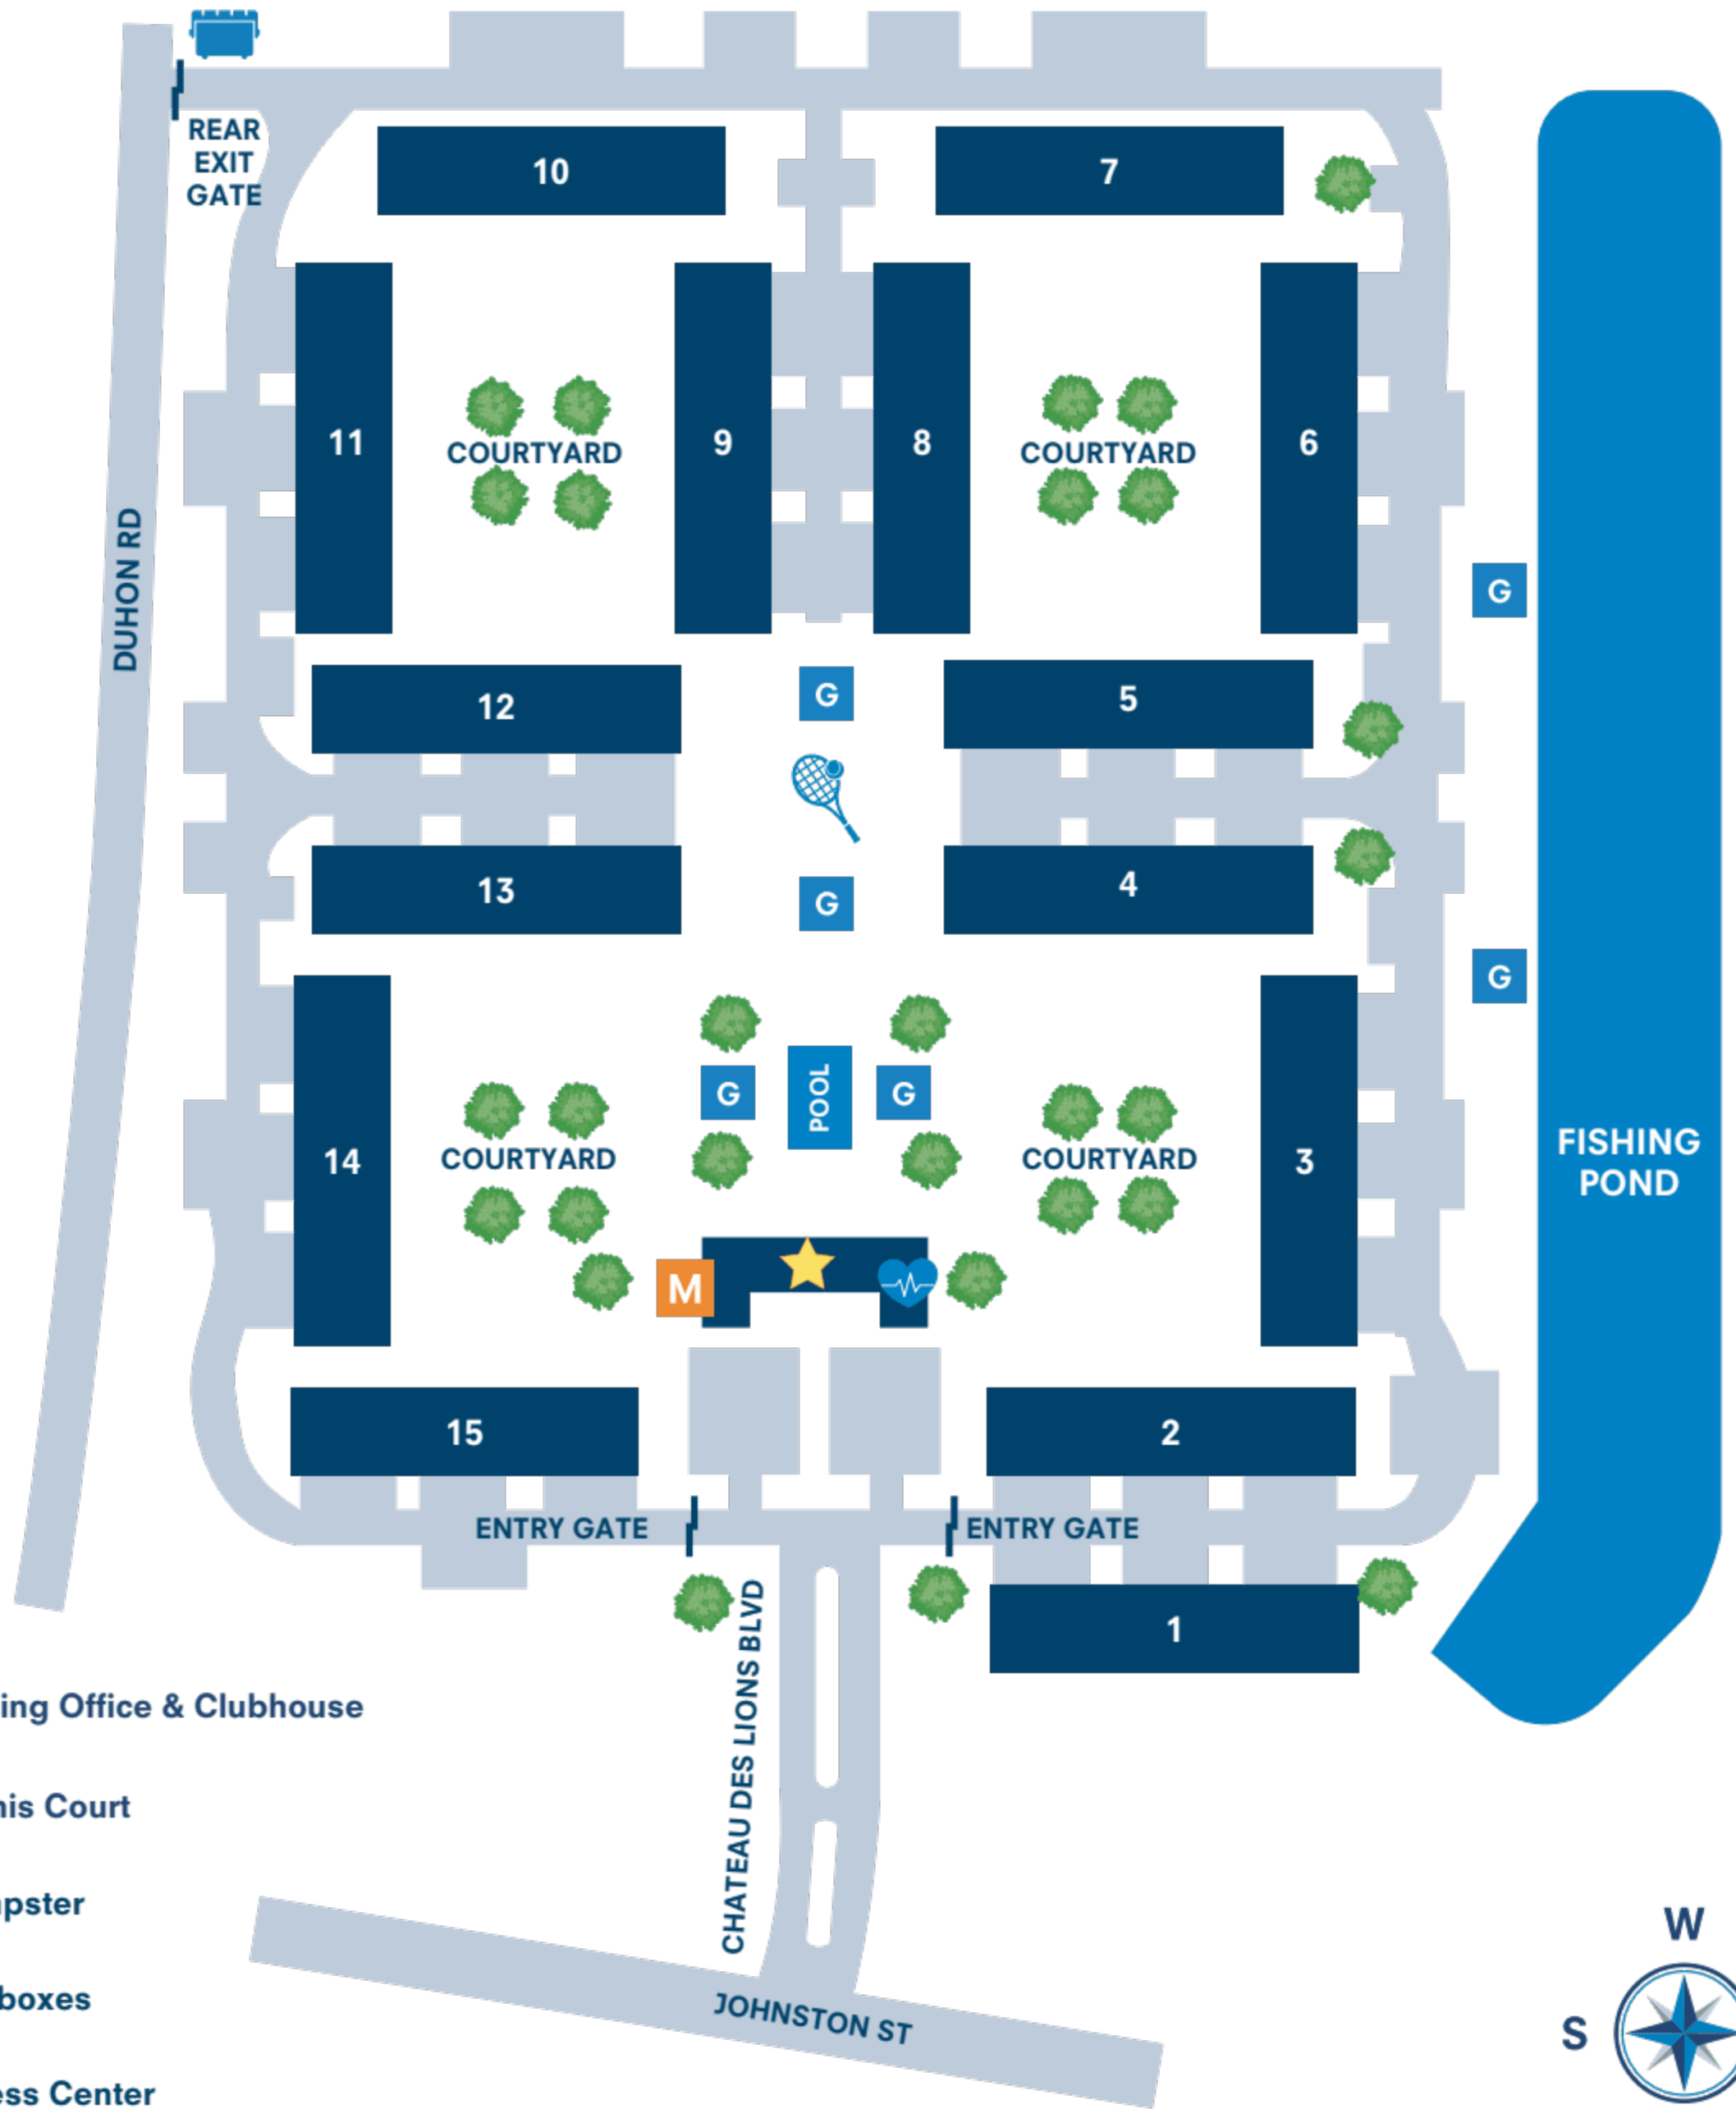 REAR
EXIT
GATE
10
7
11
9
8
6
COURTYARD
COURTYARD
DUHON RD
G
12
G
5
13
G
4
G
G
POOL
G
14
COURTYARD
COURTYARD
3
FISHING
POND
M
15
2
ENTRY GATE
ENTRY GATE
1
CHATEAU DES LIONS BLVD
ing Office & Clubhouse
nis Court
pster
boxes
ess Center
JOHNSTON ST
W
S